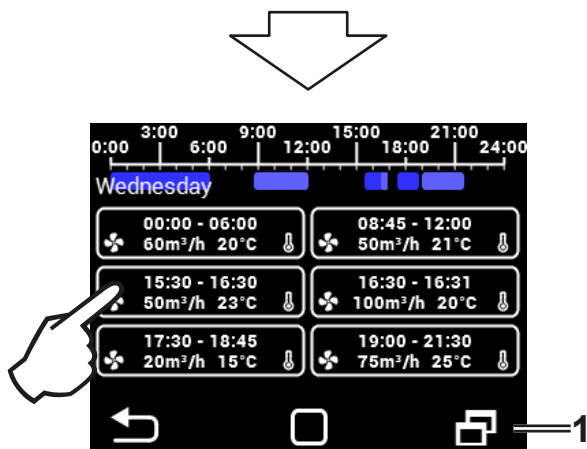 3:00 9:00 15:00 21:00
0:00 6:00 12:00 18:00 24:00
Wednesday
00:00 - 06:00
60m³/h 20°C
08:45 - 12:00
50m³/h 21°C
15:30 - 16:30
50m³/h 23°C
16:30 - 16:31
100m³/h 20°C
17:30 - 18:45
20m³/h 15°C
19:00 - 21:30
75m³/h 25°C
1